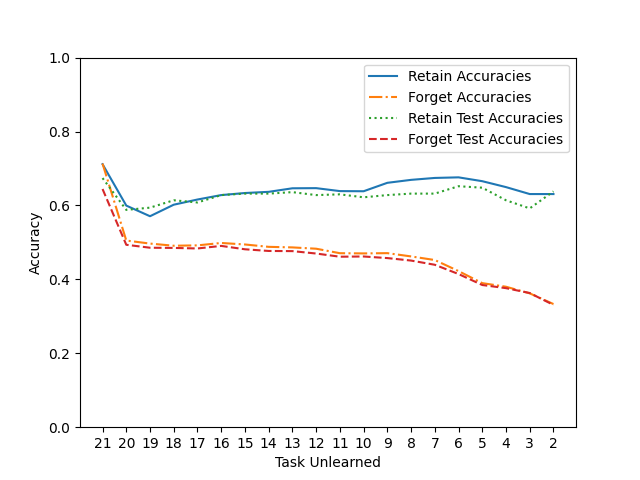 1.0
0.8
0.6
0.4
0.2
0.0
Accuracy
Retain Accuracies
Forget Accuracies
Retain Test Accuracies
Forget Test Accuracies
21 20 19 18 17 16 15 14 13 12 11 10 9 8 7 6 5 4 3 2
Task Unlearned